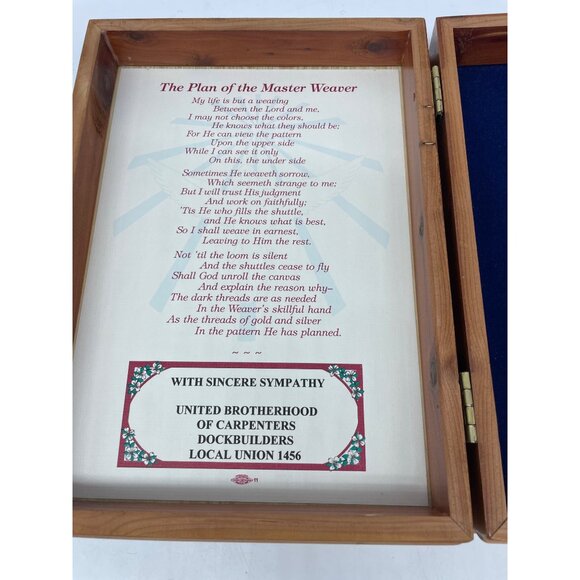 The Plan of the Master Weaver
My life is but a weaving
Between the Lord and me,
I may not choose the colors,
He knows what they should be;
For He can view the pattern
Upon the upper side
While I can see it only
On this, the under side
Sometimes He weaveth sorrow,
Which seemeth strange to me;
But I will trust His judgment
And work on faithfully;
'Tis He who fills the shuttle,
and He knows what is best,
So I shall weave in earnest,
Leaving to Him the rest.
Not 'til the loom is silent
And the shuttles cease to fly
Shall God unroll the canvas
And explain the reason why–
The dark threads are as needed
In the Weaver's skillful hand
As the threads of gold and silver
In the pattern He has planned.
~ ~ ~
WITH SINCERE SYMPATHY
UNITED BROTHERHOOD
OF CARPENTERS
DOCKBUILDERS
LOCAL UNION 1456